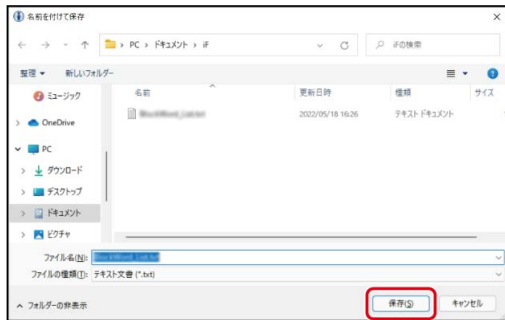 名前を付けて保存
PC › ドキュメント › iF
iFの検索
整理 新しいフォルダー
名前 更新日時 種類 サイズ
ミュージック
2022/05/18 16:26 テキスト ドキュメント
OneDrive
PC
ダウンロード
デスクトップ
ドキュメント
ピクチャ
ファイル名(N):
ファイルの種類(T): テキスト文書 (*.txt)
フォルダーの非表示
保存(S) キャンセル